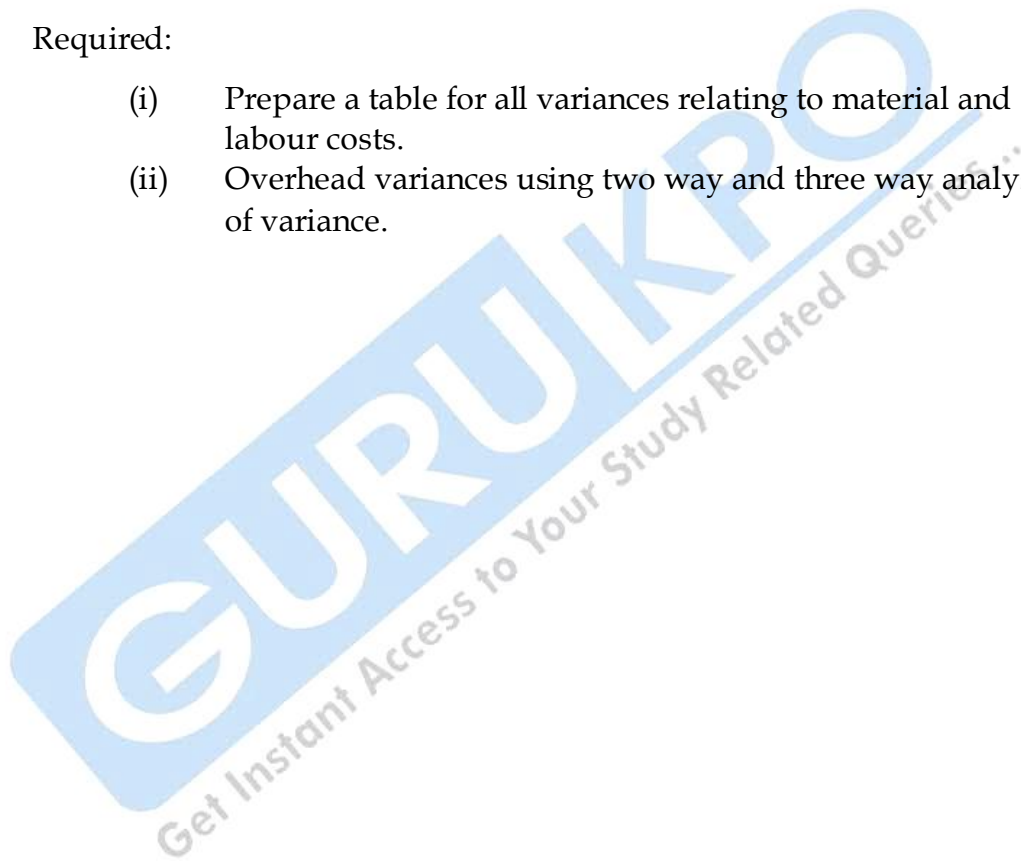 Required:
(i) Prepare a table for all variances relating to material and
labour costs.
(ii) Overhead variances using two way and three way analy
of variance.
GURUKPO
Get Instant Access to Your Study Related Queries...